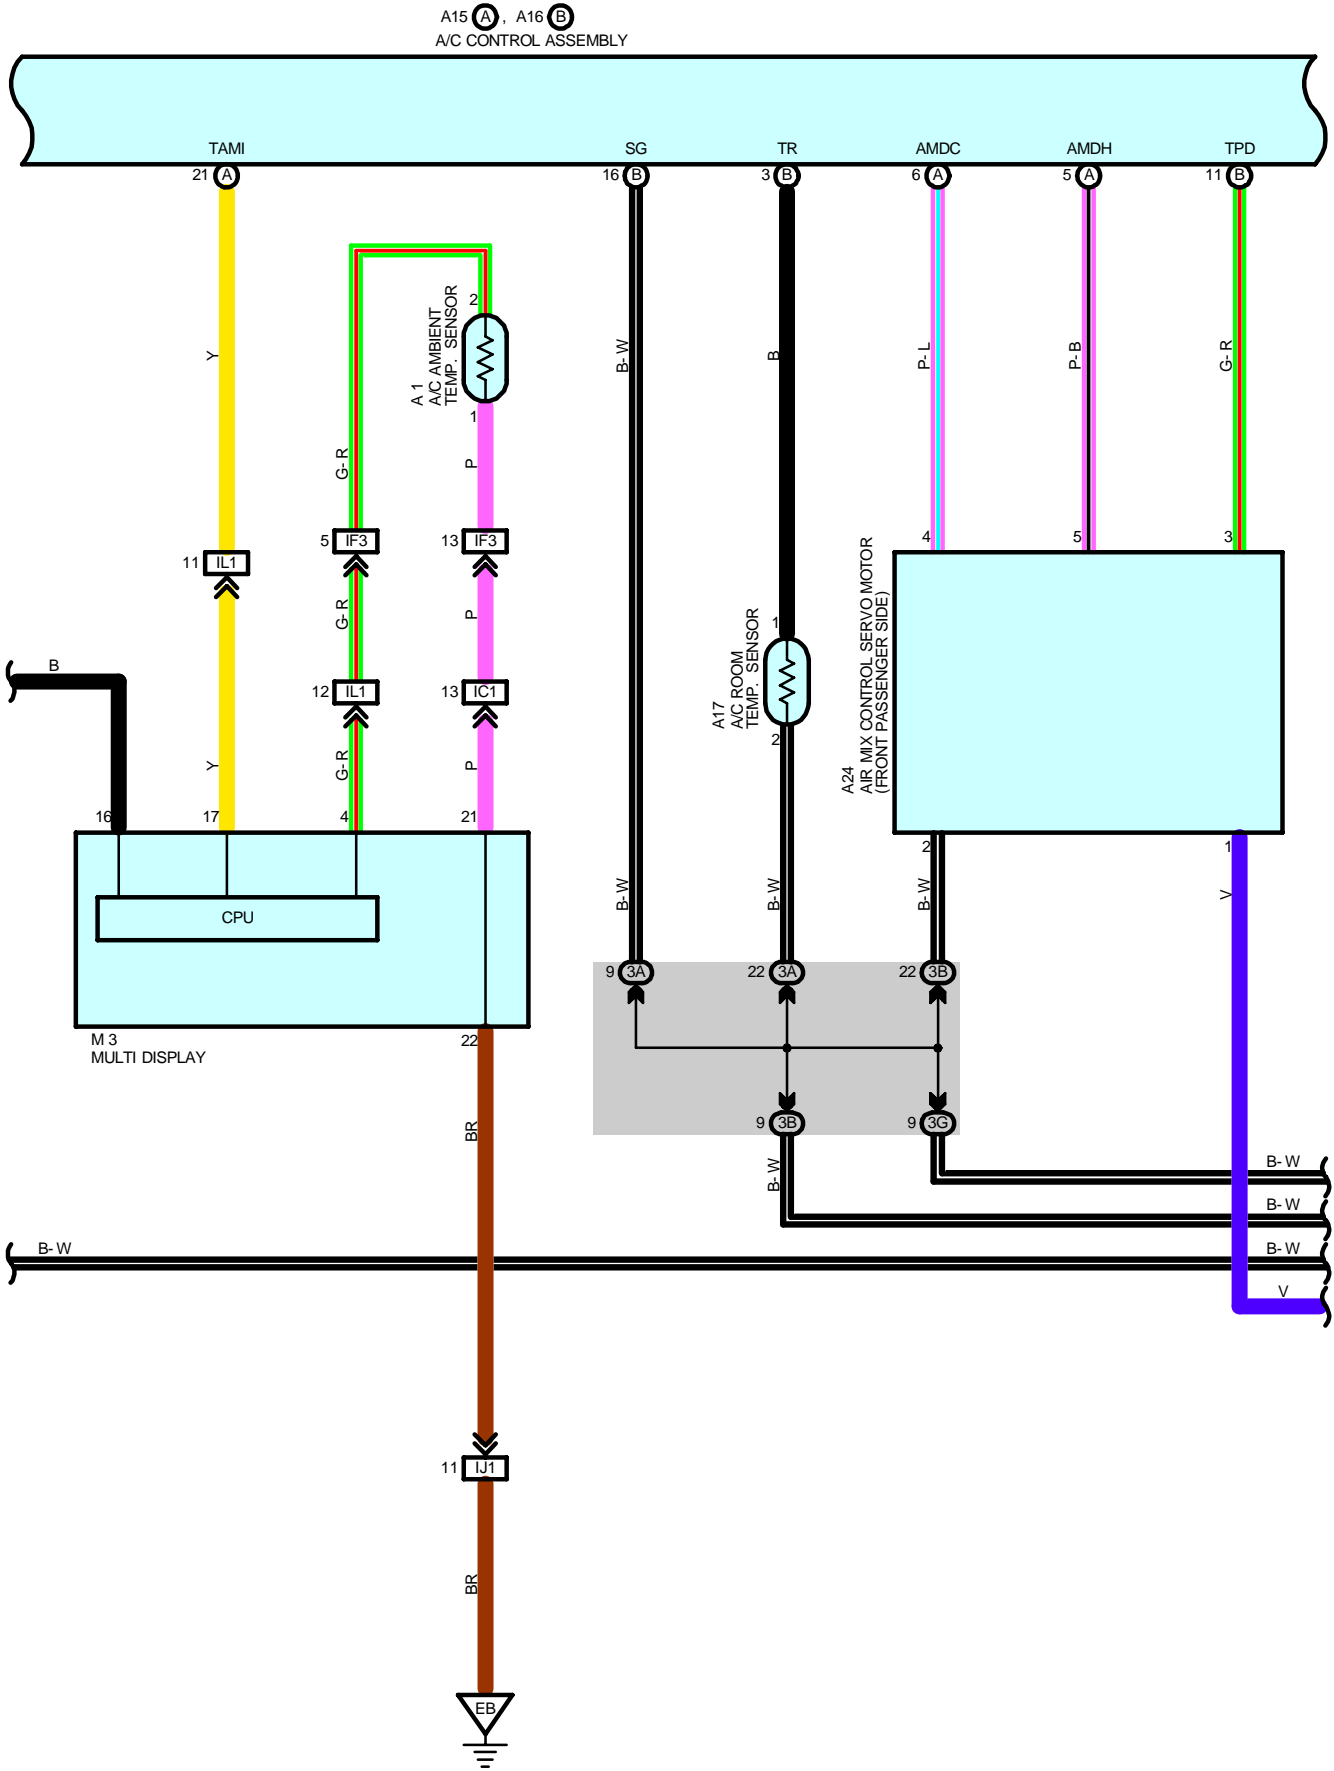 A15 A , A16 B
A/C CONTROL ASSEMBLY
TAMI SG TR AMDC AMDH TPD
21 A 16 B 3 B 6 A 5 A 11 B
2
A 1
A/C AMBIENT
TEMP. SENSOR
Y B-W B P-L P-B G-R
1
G-R P
5 IF3 13 IF3
4 5 3
11 IL1
G-R P
1
A17
A/C ROOM
TEMP. SENSOR
2
A24
AIR MIX CONTROL SERVO MOTOR
(FRONT PASSENGER SIDE)
B
12 IL1 13 IC1
Y G-R P
16 17 4 21
2 1
B-W B-W B-W V
CPU
9 3A 22 3A 22 3B
M 3
MULTI DISPLAY
22
BR
9 3B 9 3G
B-W
B-W
B-W
B-W B-W
V
11 IJ1
BR
EB